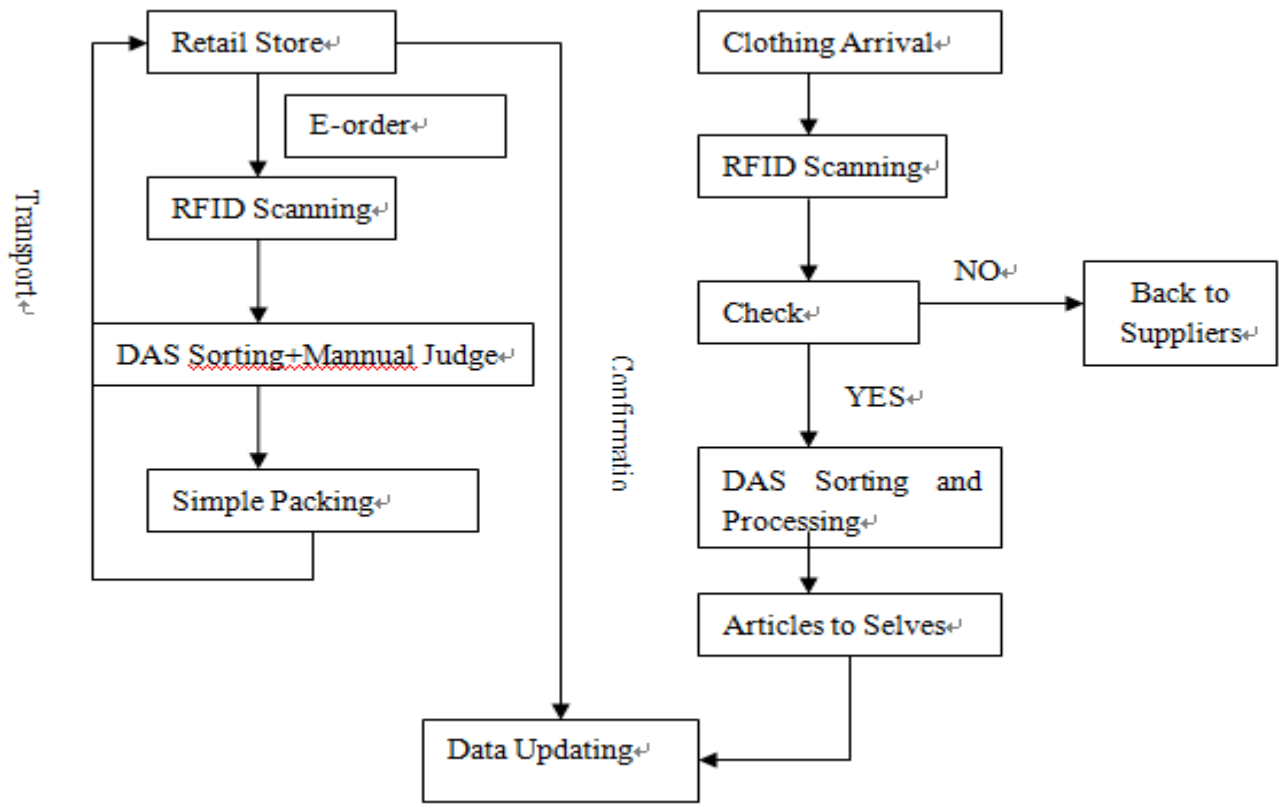 Retail Store
E-order
RFID Scanning
DAS Sorting+Mannual Judge
Simple Packing
Transport
Confirmatio
Clothing Arrival
RFID Scanning
Check
NO
Back to
Suppliers
YES
DAS Sorting and
Processing
Articles to Selves
Data Updating